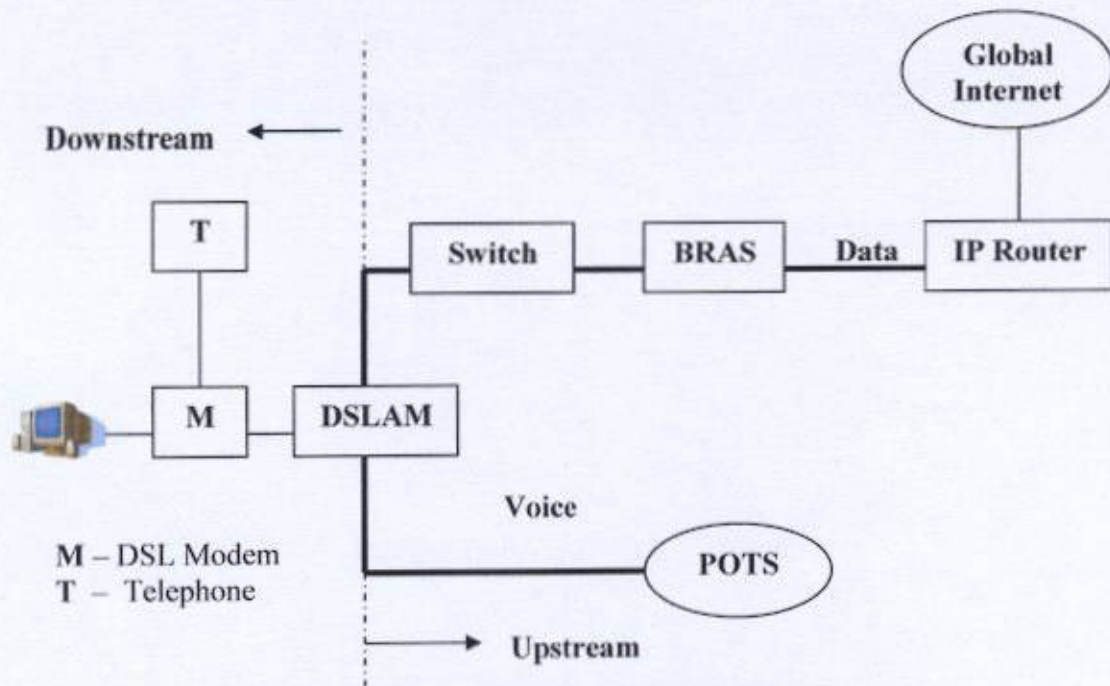 Global
Internet
Downstream
T
Switch
BRAS
Data
IP Router
M
DSLAM
Voice
M – DSL Modem
T – Telephone
POTS
Upstream